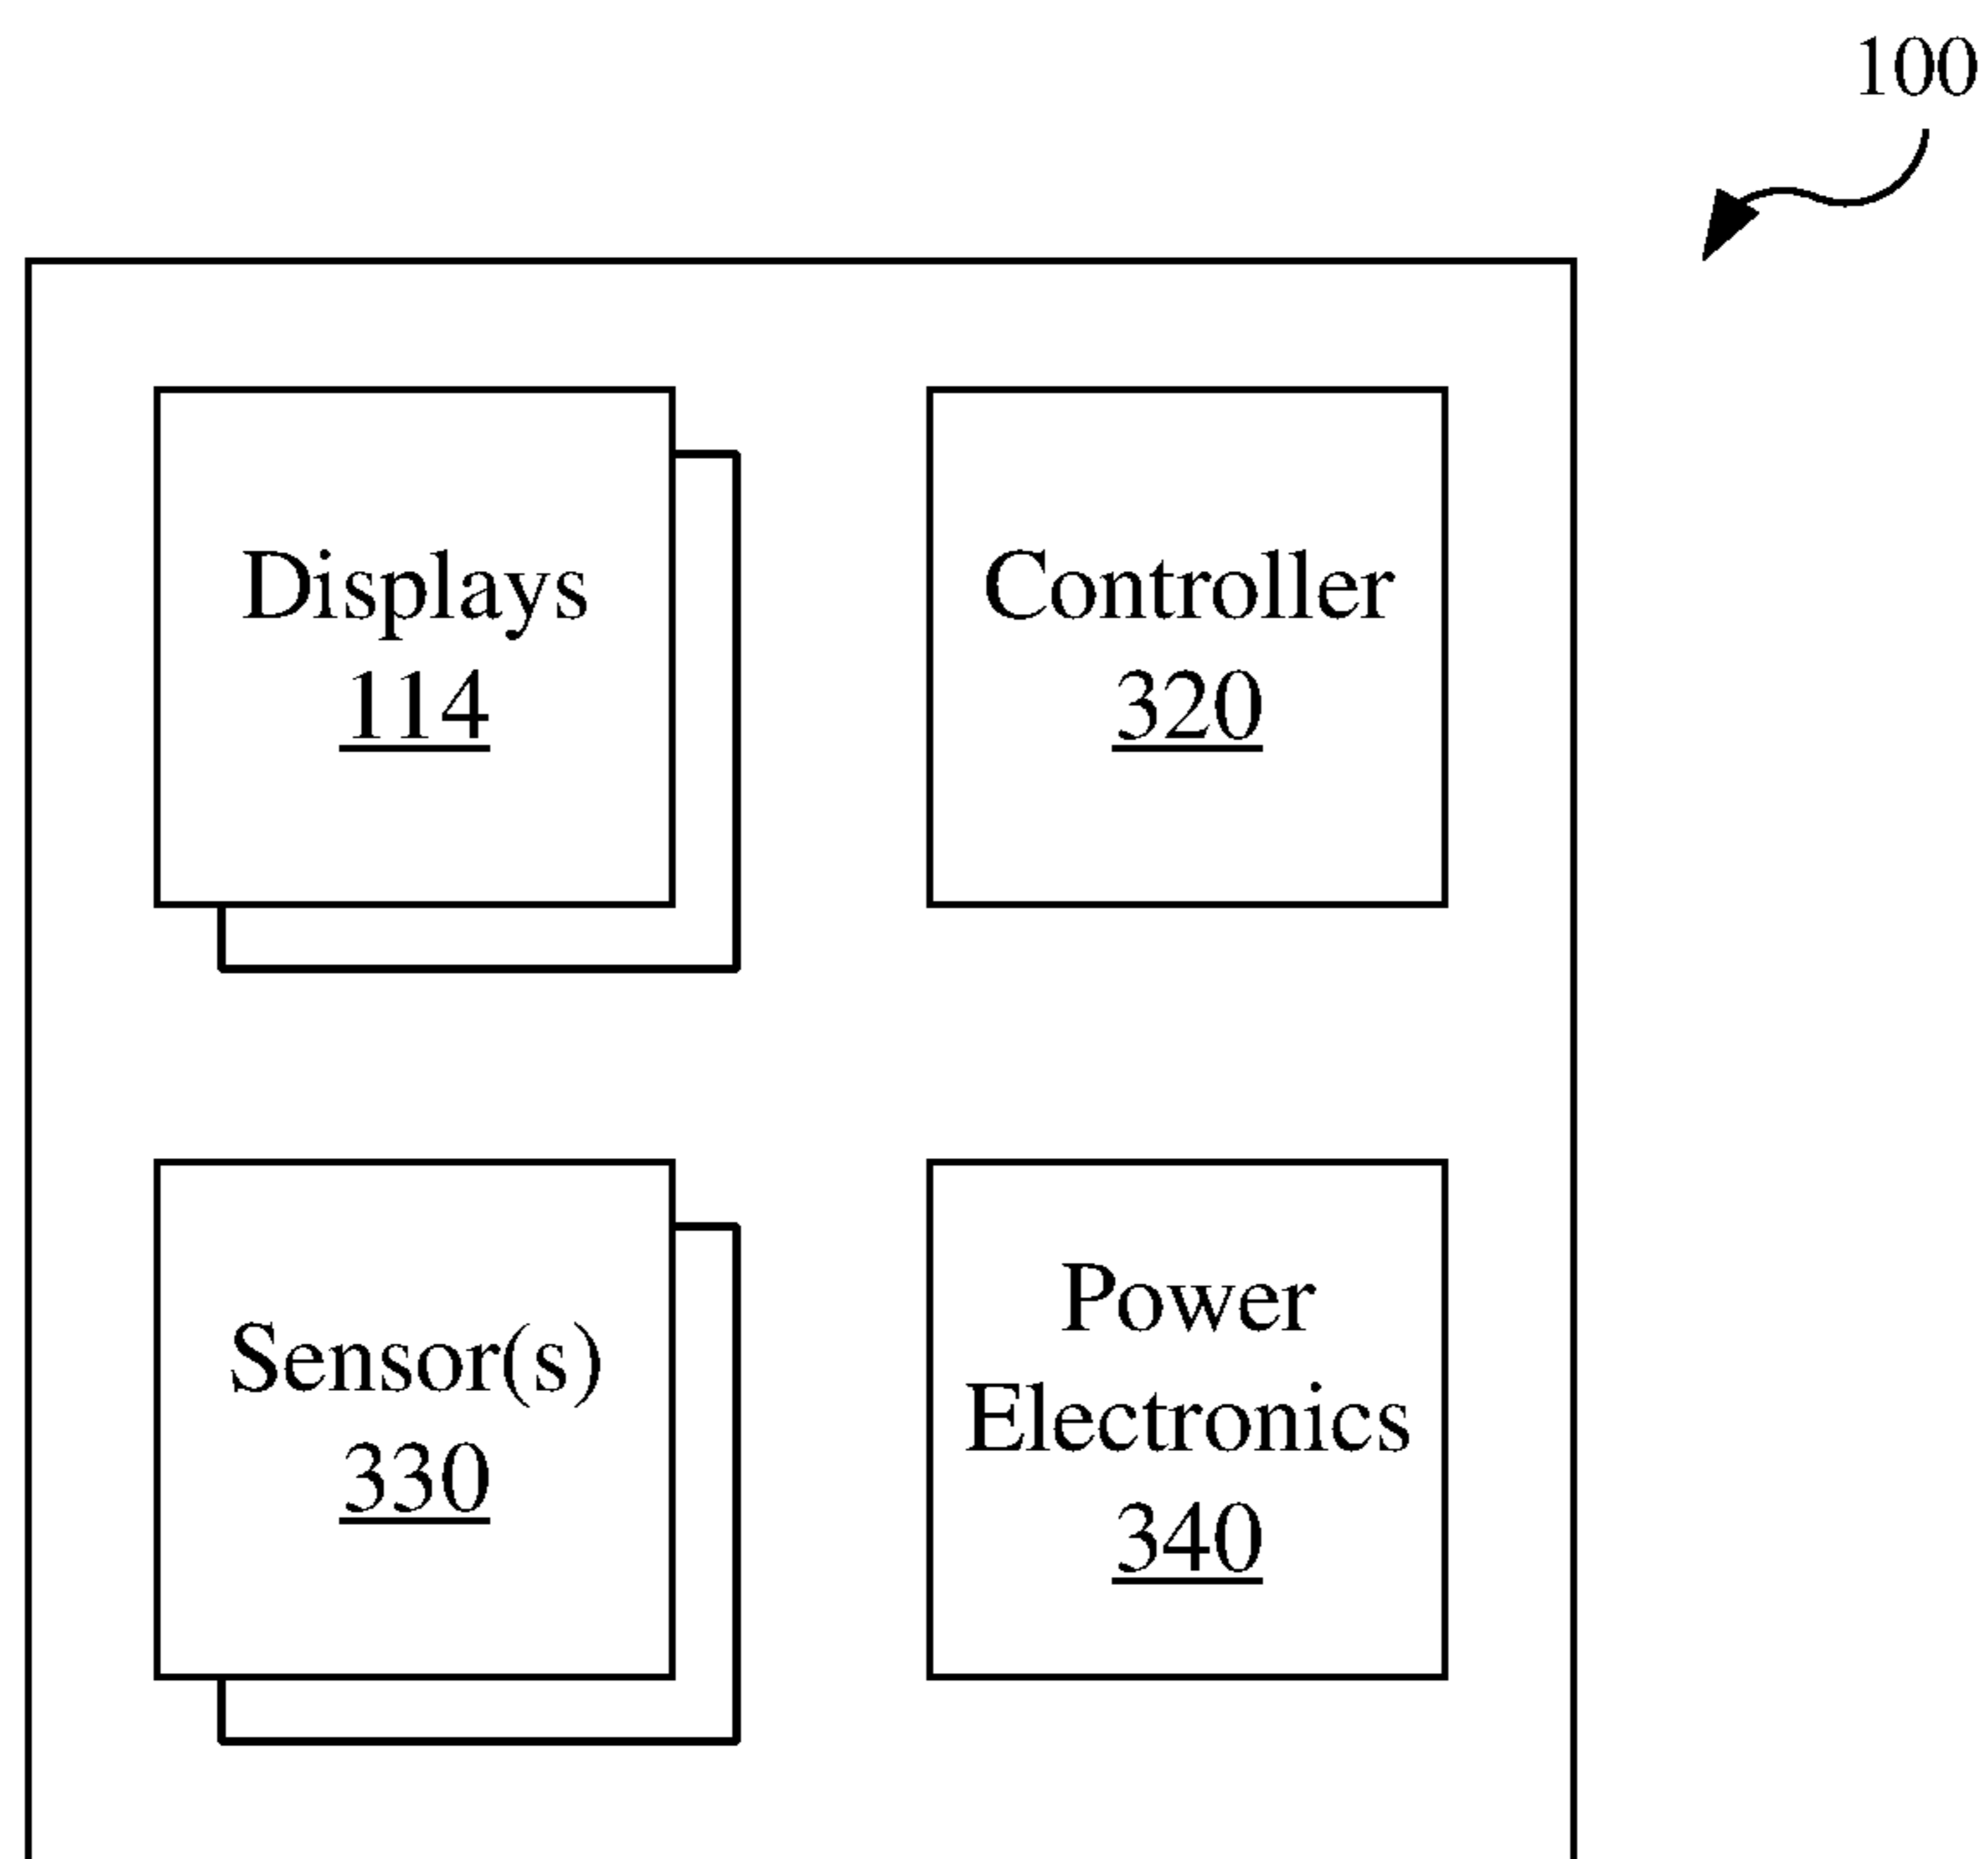 100
Displays
114
Controller
320
Sensor(s)
330
Power
Electronics
340